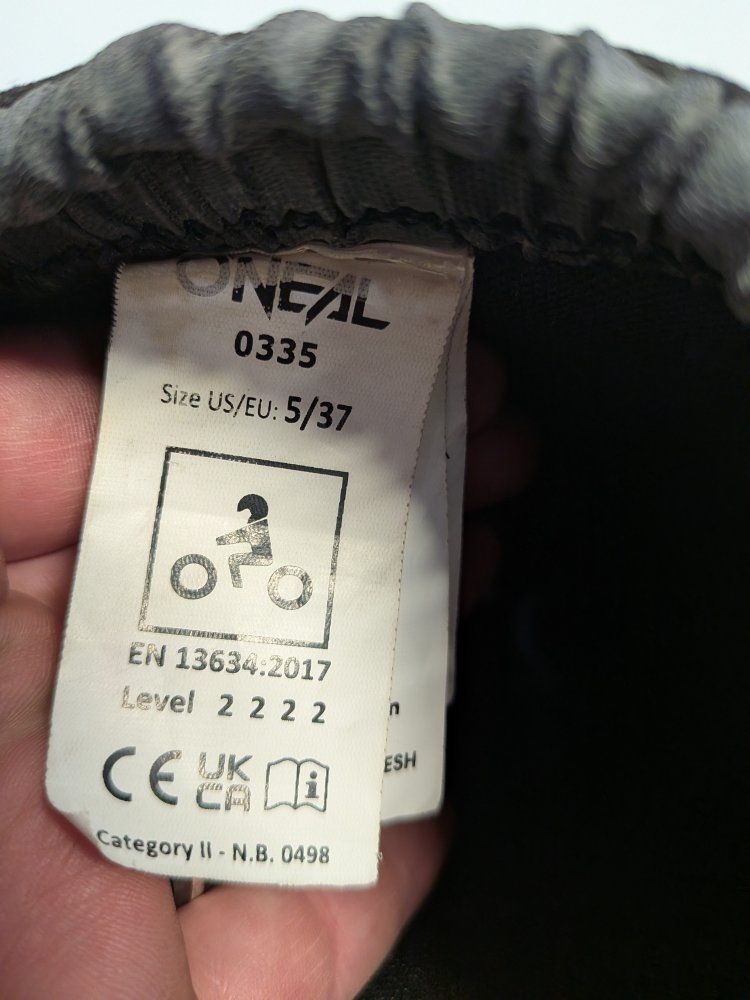 ONEAL
0335
Size US/EU: 5/37
EN 13634:2017
Level 2 2 2 2
CE UK CA i
Category II - N.B. 0498